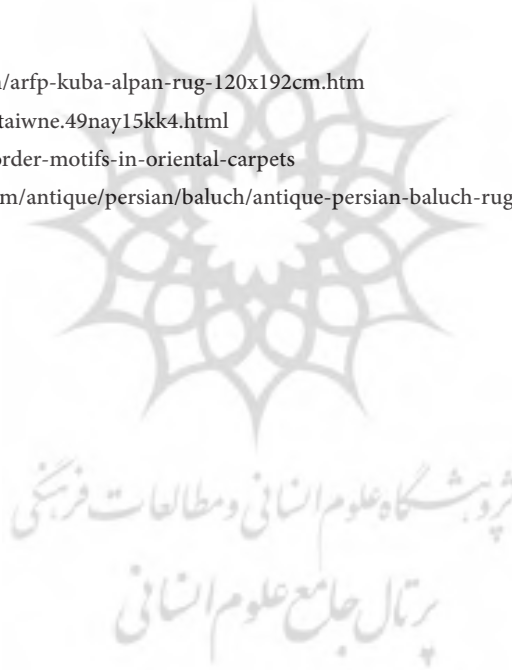 /arfp-kuba-alpan-rug-120x192cm.htm
taiwne.49nay15kk4.html
order-motifs-in-oriental-carpets
m/antique/persian/baluch/antique-persian-baluch-rug
پژوهشگاه علوم انسانی و مطالعات فرهنگی
پرتال جامع علوم انسانی